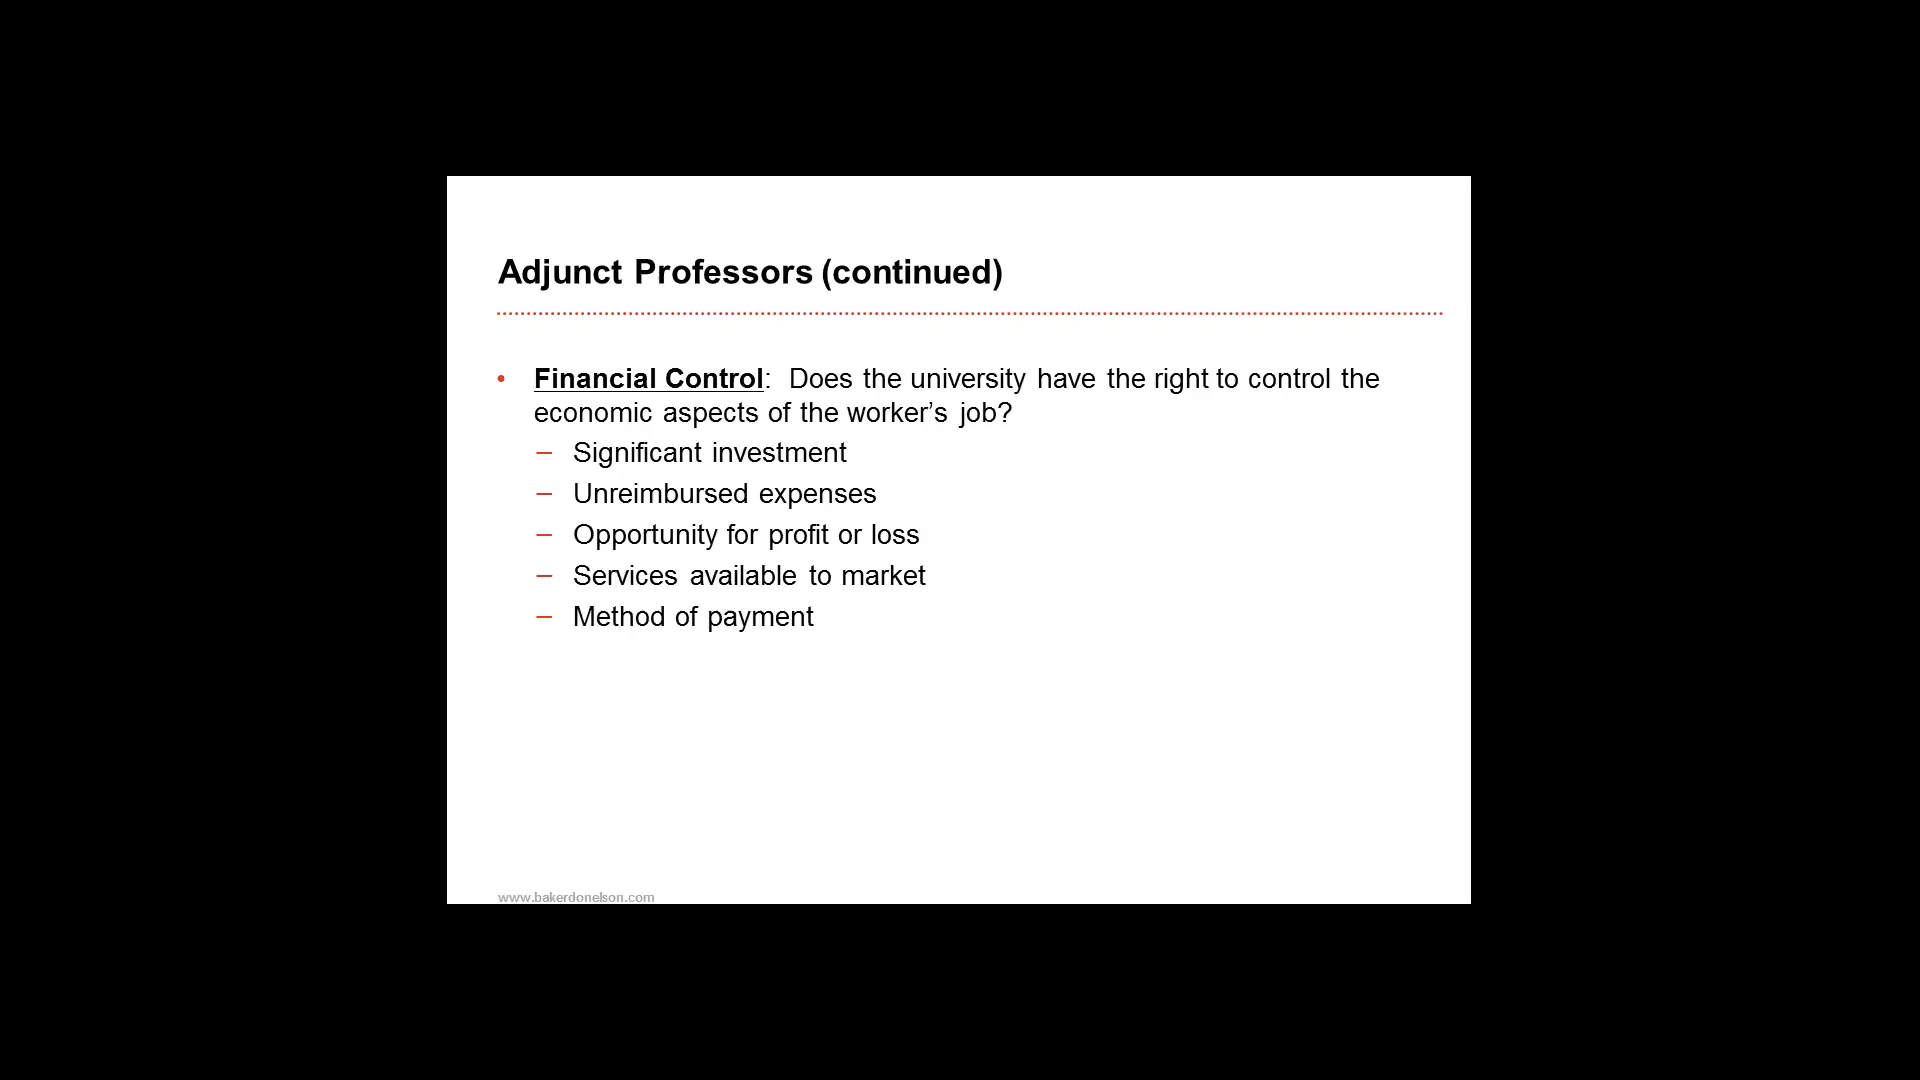 Adjunct Professors (continued)
• Financial Control: Does the university have the right to control the
economic aspects of the worker’s job?
– Significant investment
– Unreimbursed expenses
– Opportunity for profit or loss
– Services available to market
– Method of payment
www.bakerdonelson.com